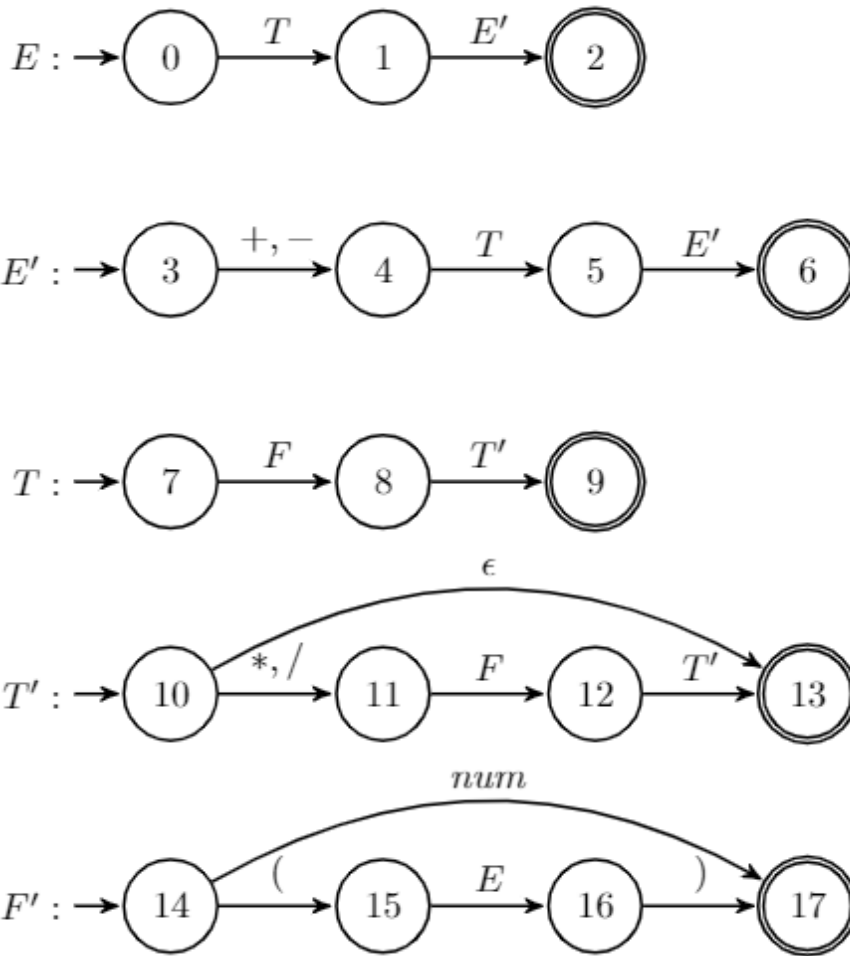 T E′
E : 0 1 2
+, − T E′
E′ : 3 4 5 6
F T′
T : 7 8 9
ϵ
∗, / F T′
T′ : 10 11 12 13
num
( E )
F′ : 14 15 16 17